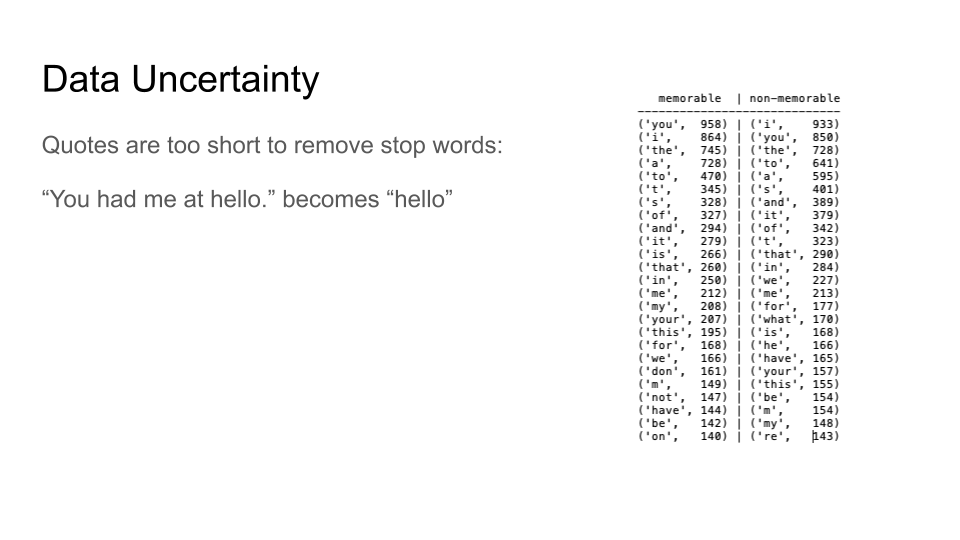 Data Uncertainty
Quotes are too short to remove stop words:
“You had me at hello.” becomes “hello”
memorable | non-memorable
-----------------------------
('you', 958) | ('i', 933)
('i', 864) | ('you', 850)
('the', 745) | ('the', 728)
('a', 728) | ('to', 641)
('to', 470) | ('a', 595)
('t', 345) | ('s', 401)
('s', 328) | ('and', 389)
('of', 327) | ('it', 379)
('and', 294) | ('of', 342)
('it', 279) | ('t', 323)
('is', 266) | ('that', 290)
('that', 260) | ('in', 284)
('in', 250) | ('we', 227)
('me', 212) | ('me', 213)
('my', 208) | ('for', 177)
('your', 207) | ('what', 170)
('this', 195) | ('is', 168)
('for', 168) | ('he', 166)
('we', 166) | ('have', 165)
('don', 161) | ('your', 157)
('m', 149) | ('this', 155)
('not', 147) | ('be', 154)
('have', 144) | ('m', 154)
('be', 142) | ('my', 148)
('on', 140) | ('re', 143)